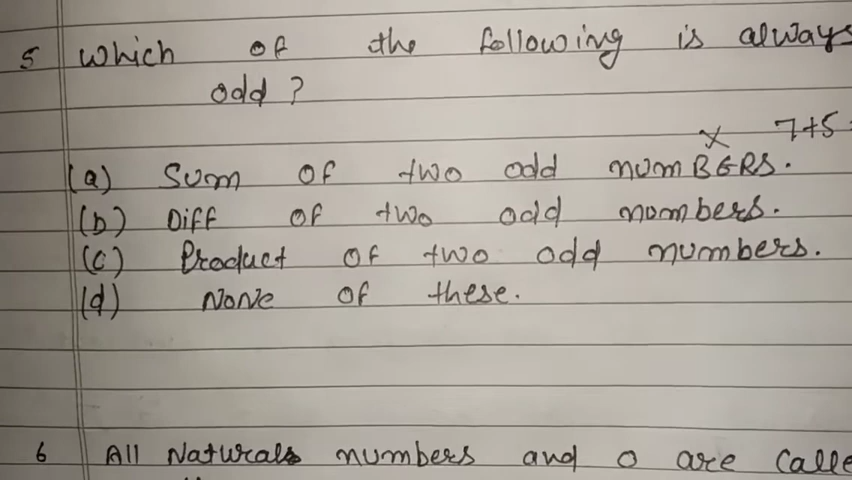 5 Which of the following is always
odd ?
x 7+5
(a) Sum of two odd numBERS.
(b) Diff of two odd numbers.
(c) Product of two odd numbers.
(d) NoNe of these.
6 All Naturals numbers and 0 are calle